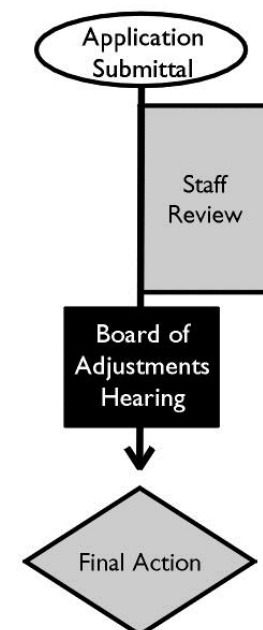 Application
Submittal
Staff
Review
Board of
Adjustments
Hearing
Final Action